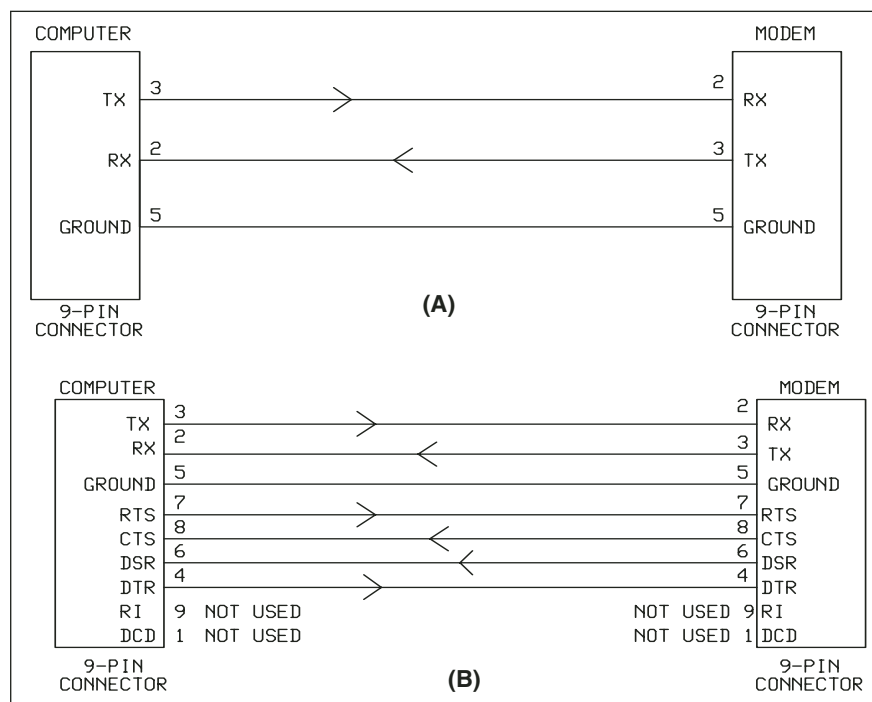 COMPUTER MODEM
TX 3 2 RX
RX 2 3 TX
GROUND 5 5 GROUND
9-PIN CONNECTOR (A) 9-PIN CONNECTOR
COMPUTER MODEM
TX 3 2 RX
RX 2 3 TX
GROUND 5 5 GROUND
RTS 7 7 RTS
CTS 8 8 CTS
DSR 6 6 DSR
DTR 4 4 DTR
RI 9 NOT USED NOT USED 9 RI
DCD 1 NOT USED NOT USED 1 DCD
9-PIN CONNECTOR (B) 9-PIN CONNECTOR